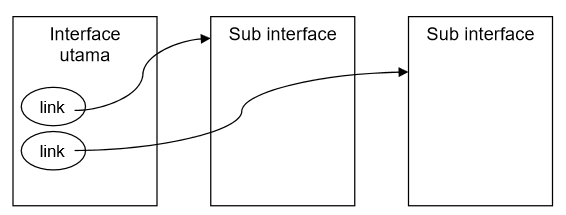 Interface
utama
link
link
Sub interface
Sub interface